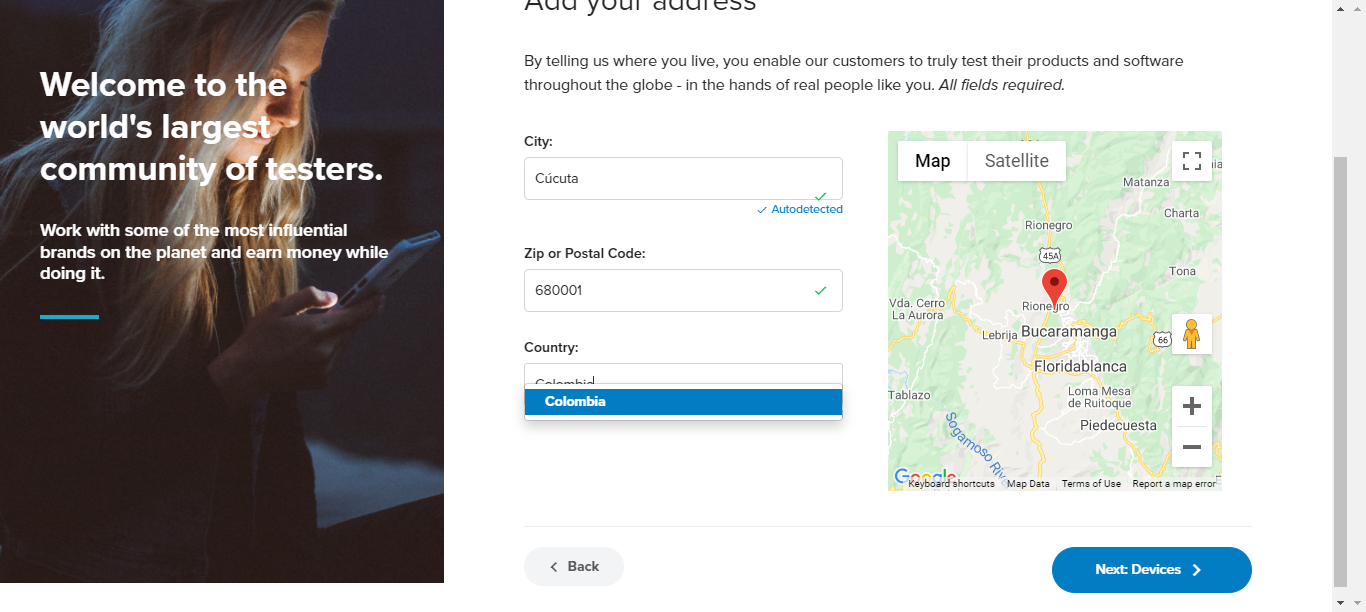 Add your address
Welcome to the
world's largest
community of testers.
Work with some of the most influential
brands on the planet and earn money while
doing it.
By telling us where you live, you enable our customers to truly test their products and software
throughout the globe - in the hands of real people like you. All fields required.
City:
Cúcuta
Autodetected
Zip or Postal Code:
680001
Country:
Colombia
Colombia
Map
Satellite
Matanza
Charta
Rionegro
45A
Tona
Vda. Cerro
La Aurora
Rionegro
Lebrija
Bucaramanga
66
Floridablanca
Tablazo
Loma Mesa
de Ruitoque
Piedecuesta
Sogamoso Riv
Google
Keyboard shortcuts
Map Data
Terms of Use
Report a map error
Back
Next: Devices